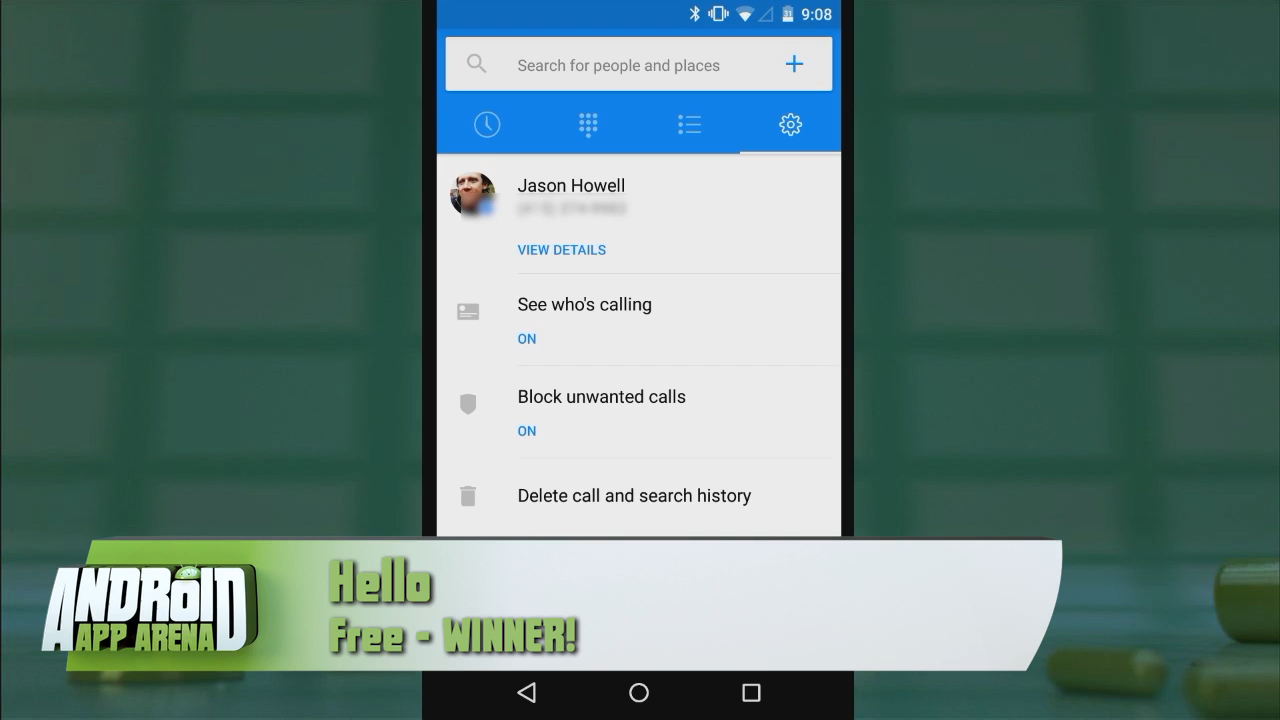 31 9:08
Search for people and places
Jason Howell
VIEW DETAILS
See who's calling
ON
Block unwanted calls
ON
Delete call and search history
Hello
Free - WINNER!
ANDROID
APP ARENA